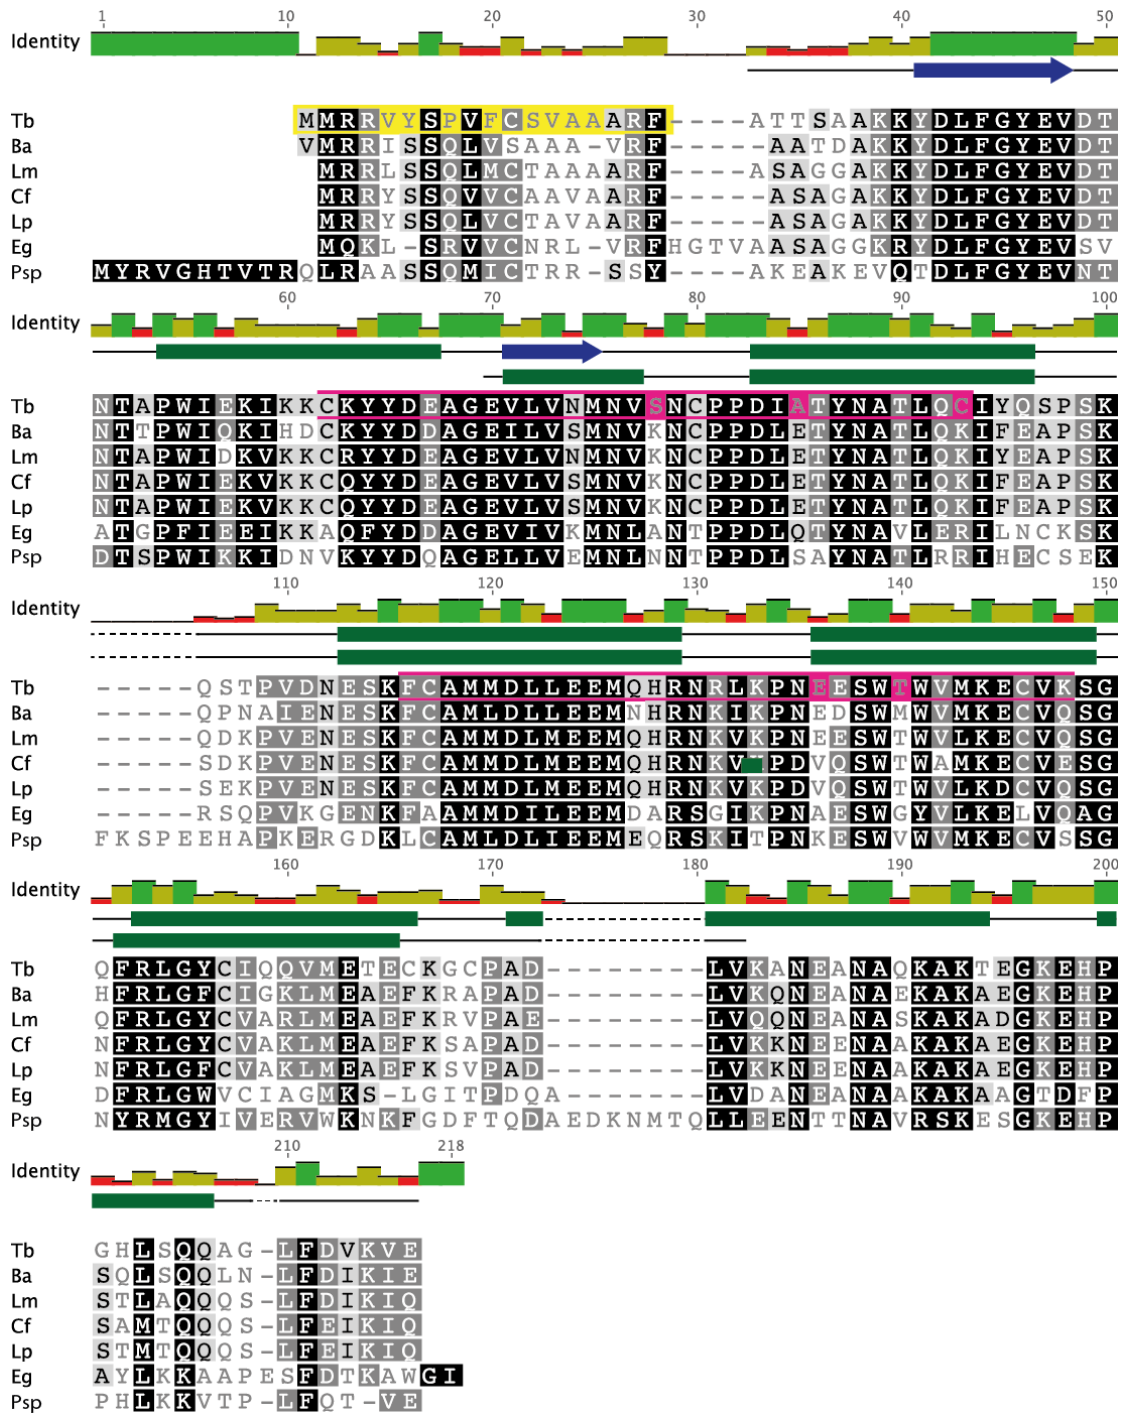 1 10 20 30 40 50
Identity
Tb MMRRVYSPVFCSVAAARF----ATTSAAKKYDLFGYEVDT
Ba VMRRISSQLVSAAA-VRF-----AATDAKKYDLFGYEVDT
Lm MRRLSSQLMCTAAAARF----ASAGGAKKYDLFGYEVDT
Cf MRRYSSQVVCAAVAARF-----ASAGAKKYDLFGYEVDT
Lp MRRYSSQLVCTAVAARF-----ASAGAKKYDLFGYEVDT
Eg MQKL-SRVVCNRL-VRFHGTVAASAGGKRYDLFGYEVSV
Psp MYRVGHTVTRQLRAASSQMICTRR-SSY----AKEAKEVQTDLFGYEVNT
60 70 80 90 100
Identity
Tb NTAPWIEKIKKCKYYDEAGEVLVNMNVSNCPPDIATYNATLQCIYQSPSK
Ba NTTPWIQKIHDCKYYDDAGEILVSMNVKNCPPDLETYNATLQKIFEAPSK
Lm NTAPWIDKVKKCRYYDEAGEVLVNMNVKNCPPDLETYNATLQKIYEAPSK
Cf NTAPWIEKVKKCQYYDEAGEVLVSMNVKNCPPDLETYNATLQKIFEAPSK
Lp NTAPWIEKVKKCQYYDEAGEVLVSMNVKNCPPDLETYNATLQKIFEAPSK
Eg ATGPFIEEIKKAQFYDDAGEVIVKMNLANTPPDLQTYNAVLERILNCKSK
Psp DTSPWIKKIDNVKYYDQAGELLVEMNLNNTPPDLSAYNATLRRIHECSEK
110 120 130 140 150
Identity
Tb -----QSTPVDNESKFCAMMDLLEEMQHRNRLKPNEESWTWVMKECVKSG
Ba -----QPNAIENESKFCAMLDLLEEMNHRNKIKPNEDSWMWVMKECVQSG
Lm -----QDKPVENESKFCAMLDLMEEMQHRNKVKPNEESWTWVLKECVQSG
Cf -----SDKPVENESKFCAMMDLMEEMQHRNKVKPDVQSWTWAMKECVESG
Lp -----SEKPVENESKFCAMMDLMEEMQHRNKVKPDVQSWTWVLKDCVQSG
Eg -----RSQPVKGENKFAAMMDILEEMDARSGIKPNAESWGYVLKELVQAG
Psp FKSPEEHAPKERGDKLCAMLDLIEEMEQRSKITPNKESWVWVMKECVSSG
160 170 180 190 200
Identity
Tb QFRLGYCIQQVMETECKGCPAD--------LVKANEANAQKAKTEGKEHP
Ba HFRLGFCIGKLMEAEFKRAPAD--------LVKQNEANAEKAKAEGKEHP
Lm QFRLGYCVARLMEAEFKRVPAE--------LVQQNEANASKAKADGKEHP
Cf NFRLGYCVAKLMEAEFKSAPAD--------LVKKNEENAAKAKAEGKEHP
Lp NFRLGFCVAKLMEAEFKSVPAD--------LVKKNEENAAKAKAEGKEHP
Eg DFRLGWVCIAGMKS-LGITPDQA-------LVDANEANAAKAKAAGTDFP
Psp NYRMGYIVERVWKNKFGDFTQDAEDKNMTQLLEENTTNAVRSKESGKEHP
210 218
Identity
Tb GHLSQQAG-LFDVKVE
Ba SQLSQQLN-LFDIKIE
Lm STLAQQQS-LFDIKIQ
Cf SAMTQQQS-LFEIKIQ
Lp STMTQQQS-LFEIKIQ
Eg AYLKKAAPESFDTKAWGI
Psp PHLKKVTP-LFQT-VE